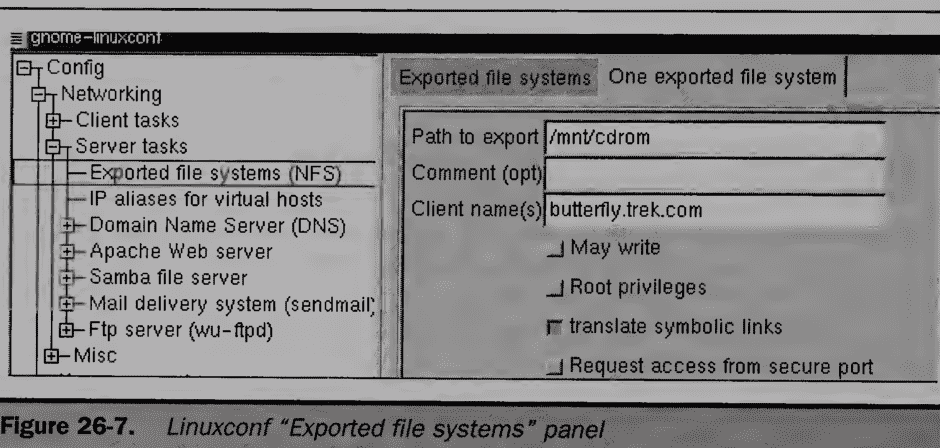 gnome-linuxconf
Config
Networking
Client tasks
Server tasks
Exported file systems (NFS)
IP aliases for virtual hosts
Domain Name Server (DNS)
Apache Web server
Samba file server
Mail delivery system (sendmail)
Ftp server (wu-ftpd)
Misc
Exported file systems One exported file system
Path to export /mnt/cdrom
Comment (opt)
Client name(s) butterfly.trek.com
May write
Root privileges
translate symbolic links
Request access from secure port
Figure 26-7. Linuxconf “Exported file systems” panel